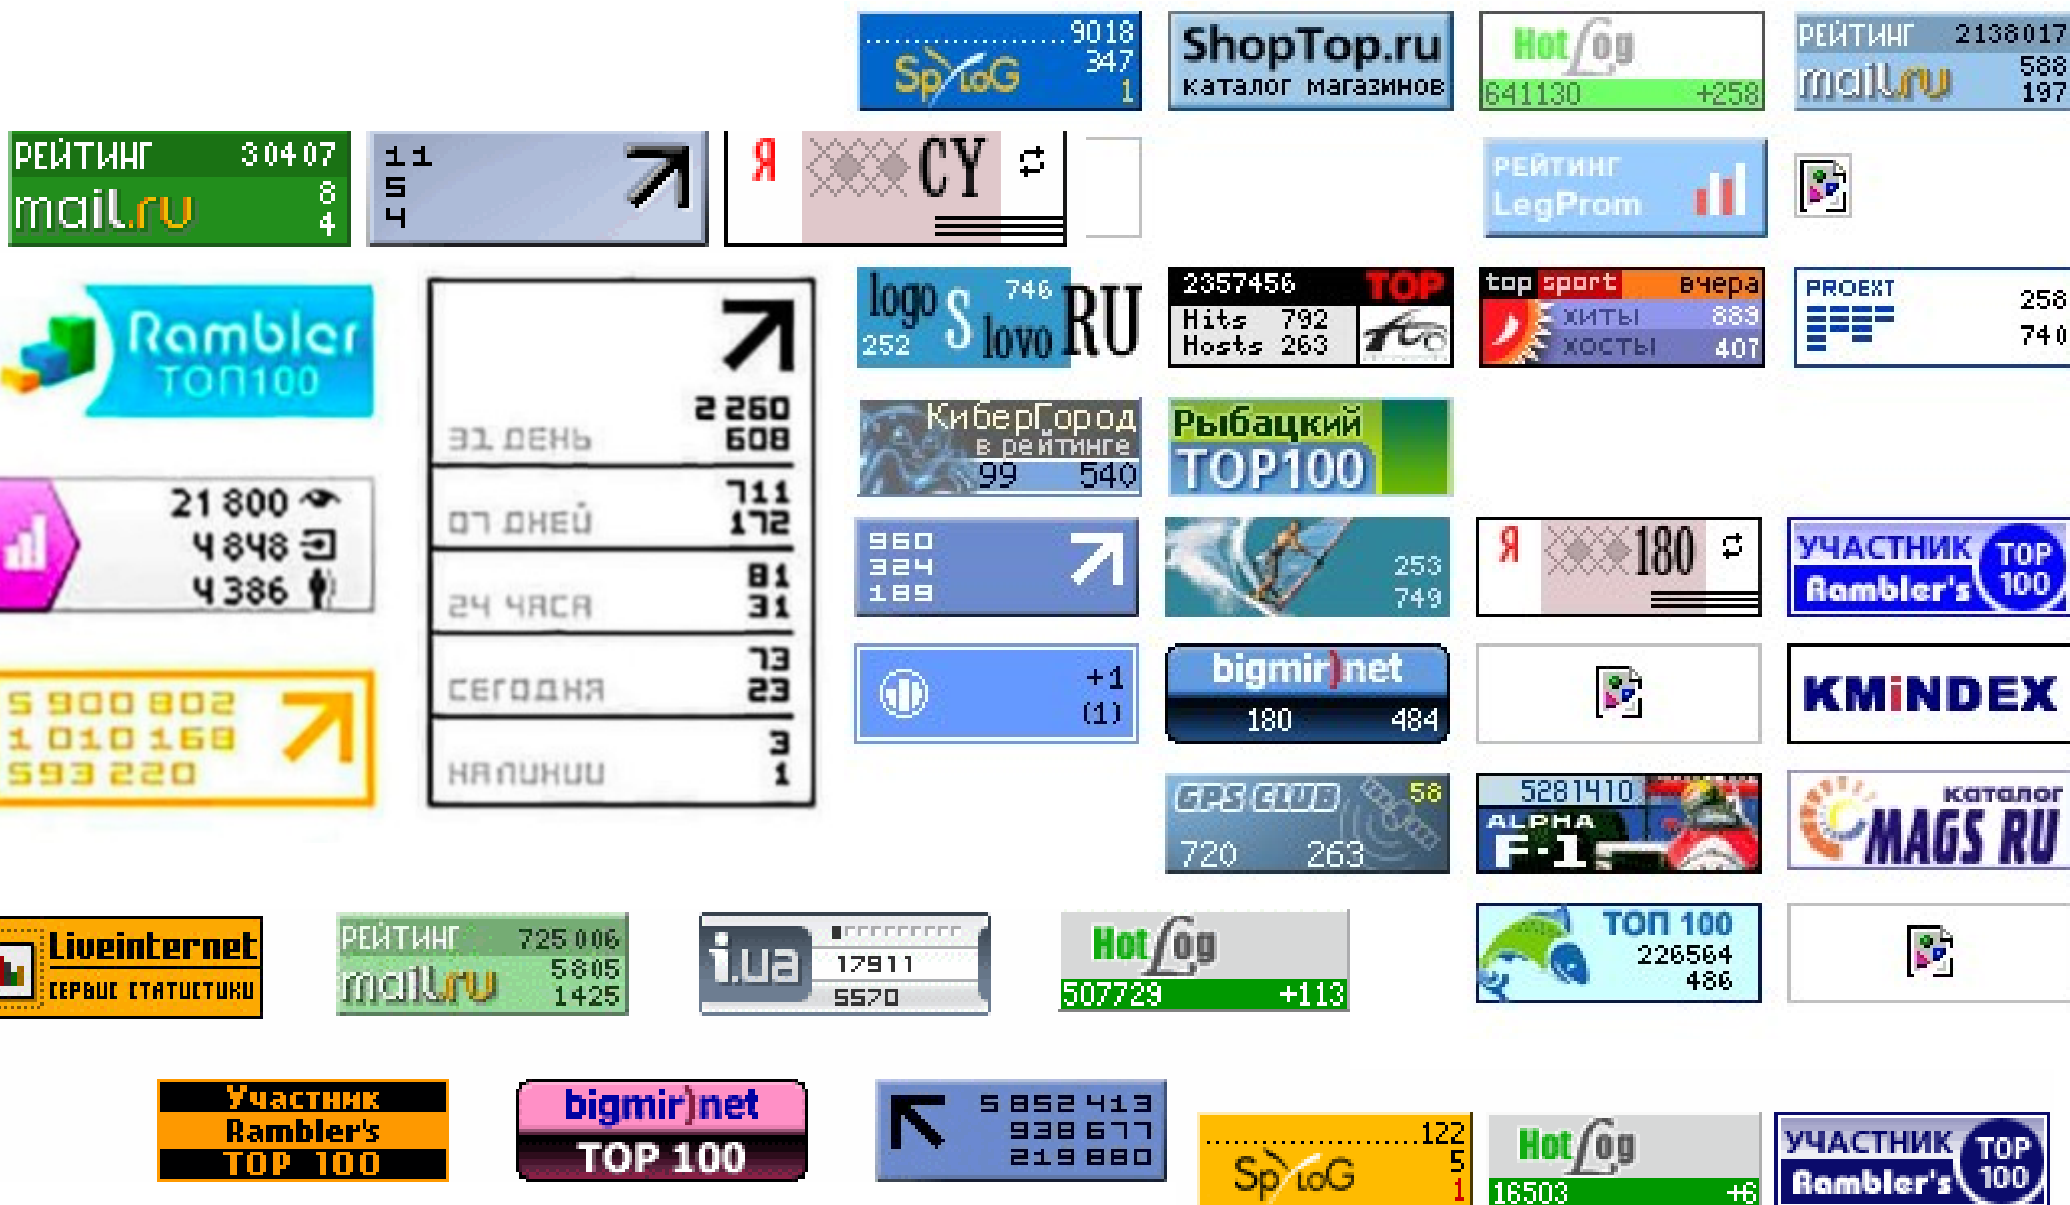 9018
347
SpyLOG
1
ShopTop.ru
каталог магазинов
HotLog
641130 +258
РЕЙТИНГ 2138017
588
mail.ru 197
РЕЙТИНГ 30407
8
mail.ru 4
11
5
4
Я CY
РЕЙТИНГ
LegProm
Rambler
ТОП100
2 260
31 ДЕНЬ 608
711
07 ДНЕЙ 172
81
24 ЧАСА 31
73
СЕГОДНЯ 23
3
НА ЛИНИИ 1
logo S 746 RU
252 lovo
2357456 TOP
Hits 792
Hosts 263
top sport вчера
ХИТЫ 883
ХОСТЫ 407
PROEXT 258
740
КиберГород
в рейтинге
99 540
Рыбацкий
TOP100
21 800
4 848
4 386
960
324
189
253
749
Я 180
УЧАСТНИК TOP
Rambler's 100
5 900 802
1 010 168
593 220
+1
(1)
bigmir)net
180 484
KMiNDEX
GPS CLUB 58
720 263
5281410
ALPHA
F-1
каталог
MAGS RU
Liveinternet
СЕРВИС СТАТИСТИКИ
РЕЙТИНГ 725 006
5805
mail.ru 1425
i.ua 17911
5570
HotLog
507729 +113
ТОП 100
226564
486
Участник
Rambler's
TOP 100
bigmir)net
TOP 100
5 852 413
938 677
219 880
122
5
SpyLOG 1
HotLog
16503 +6
УЧАСТНИК TOP
Rambler's 100